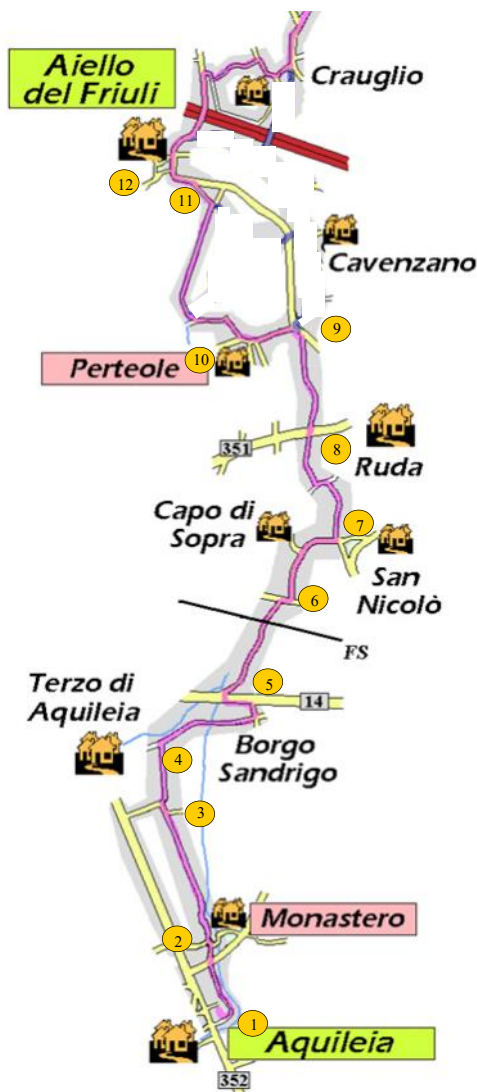 Aiello
del Friuli
Crauglio
12
11
Cavenzano
9
10
Perteole
351
8
Ruda
Capo di
Sopra
7
San
Nicolò
6
FS
5
14
Terzo di
Aquileia
4
Borgo
Sandrigo
3
Monastero
2
1
Aquileia
352